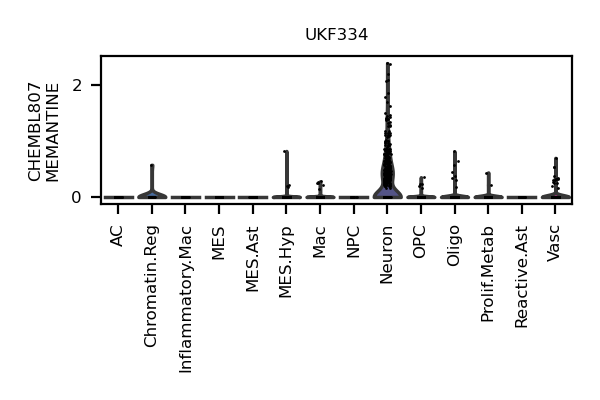 UKF334
CHEMBL807
MEMANTINE
2
0
AC
Chromatin.Reg
Inflammatory.Mac
MES
MES.Ast
MES.Hyp
Mac
NPC
Neuron
OPC
Oligo
Prolif.Metab
Reactive.Ast
Vasc